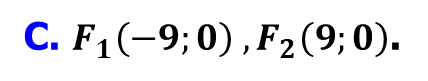 C. F₁(−9; 0) , F₂(9; 0).